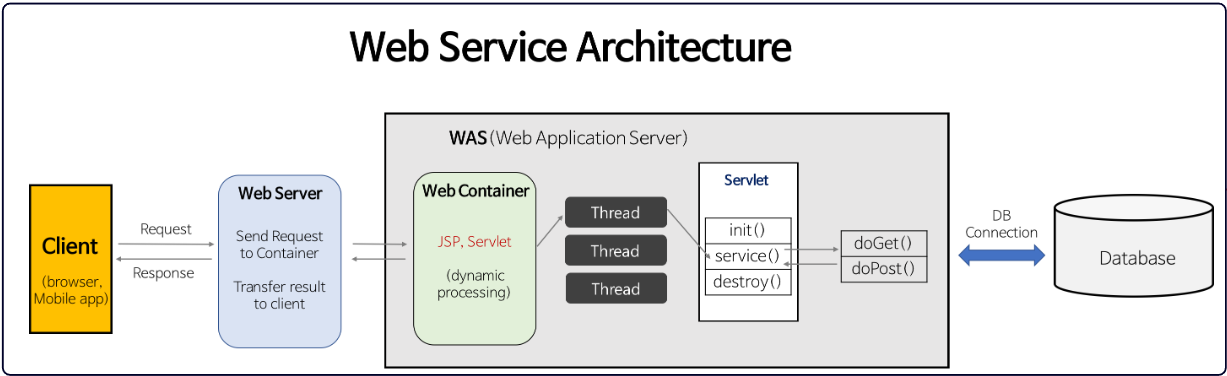 Web Service Architecture
WAS(Web Application Server)
Client
(browser,
Mobile app)
Request
Response
Web Server
Send Request
to Container
Transfer result
to client
Web Container
JSP, Servlet
(dynamic
processing)
Thread
Thread
Thread
Servlet
init()
service()
destroy()
doGet()
doPost()
DB
Connection
Database